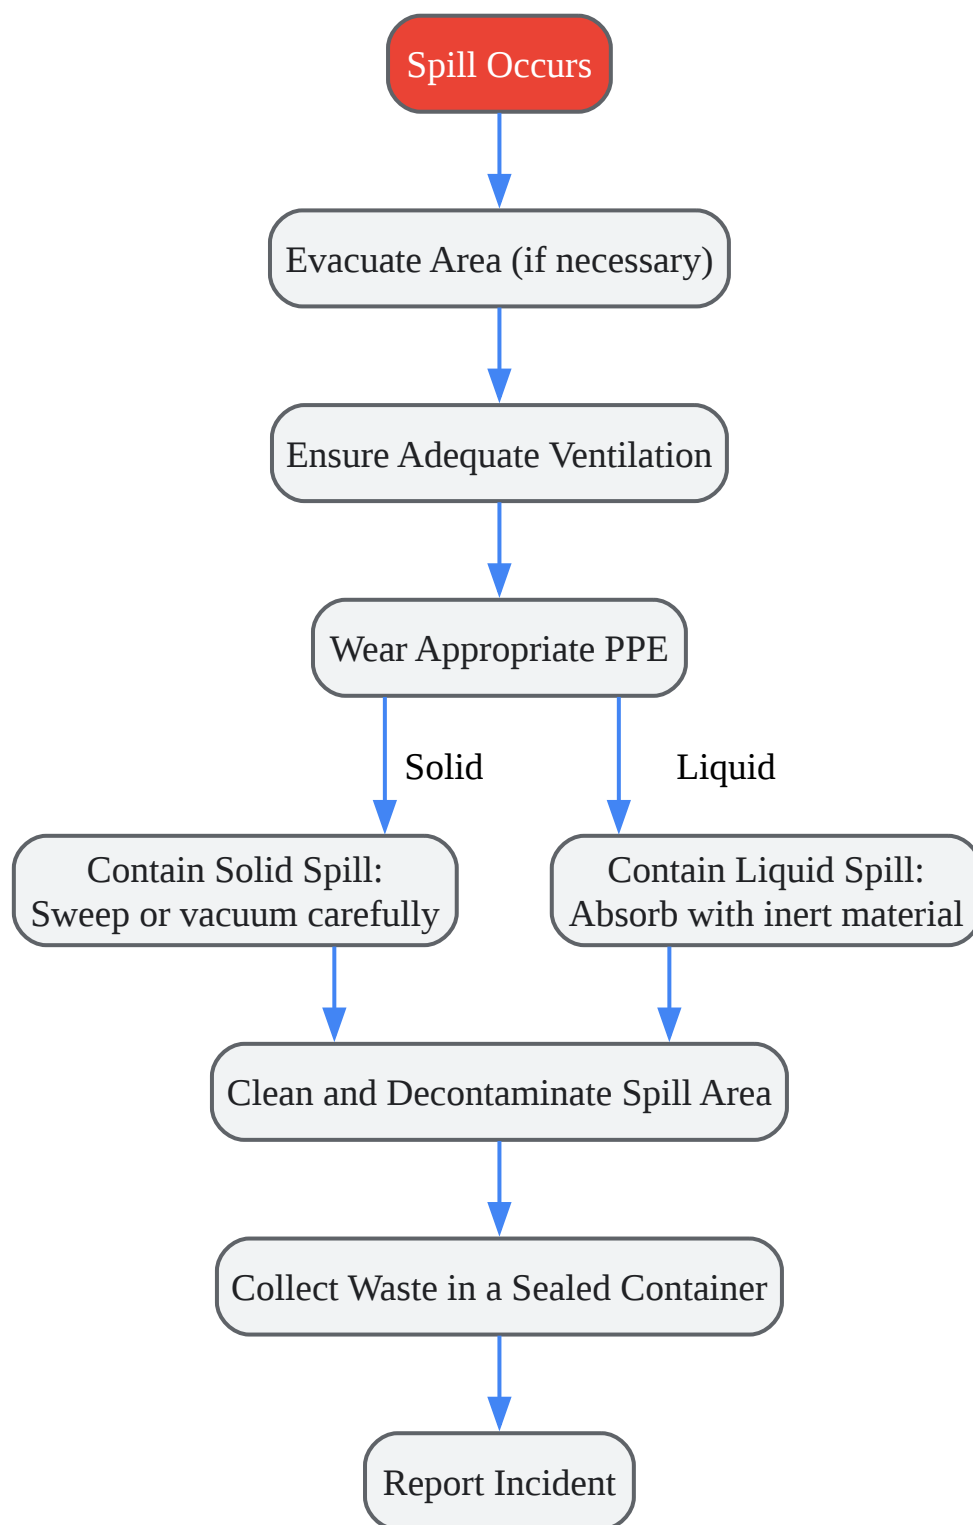 Spill Occurs
Evacuate Area (if necessary)
Ensure Adequate Ventilation
Wear Appropriate PPE
Solid
Liquid
Contain Solid Spill:
Sweep or vacuum carefully
Contain Liquid Spill:
Absorb with inert material
Clean and Decontaminate Spill Area
Collect Waste in a Sealed Container
Report Incident